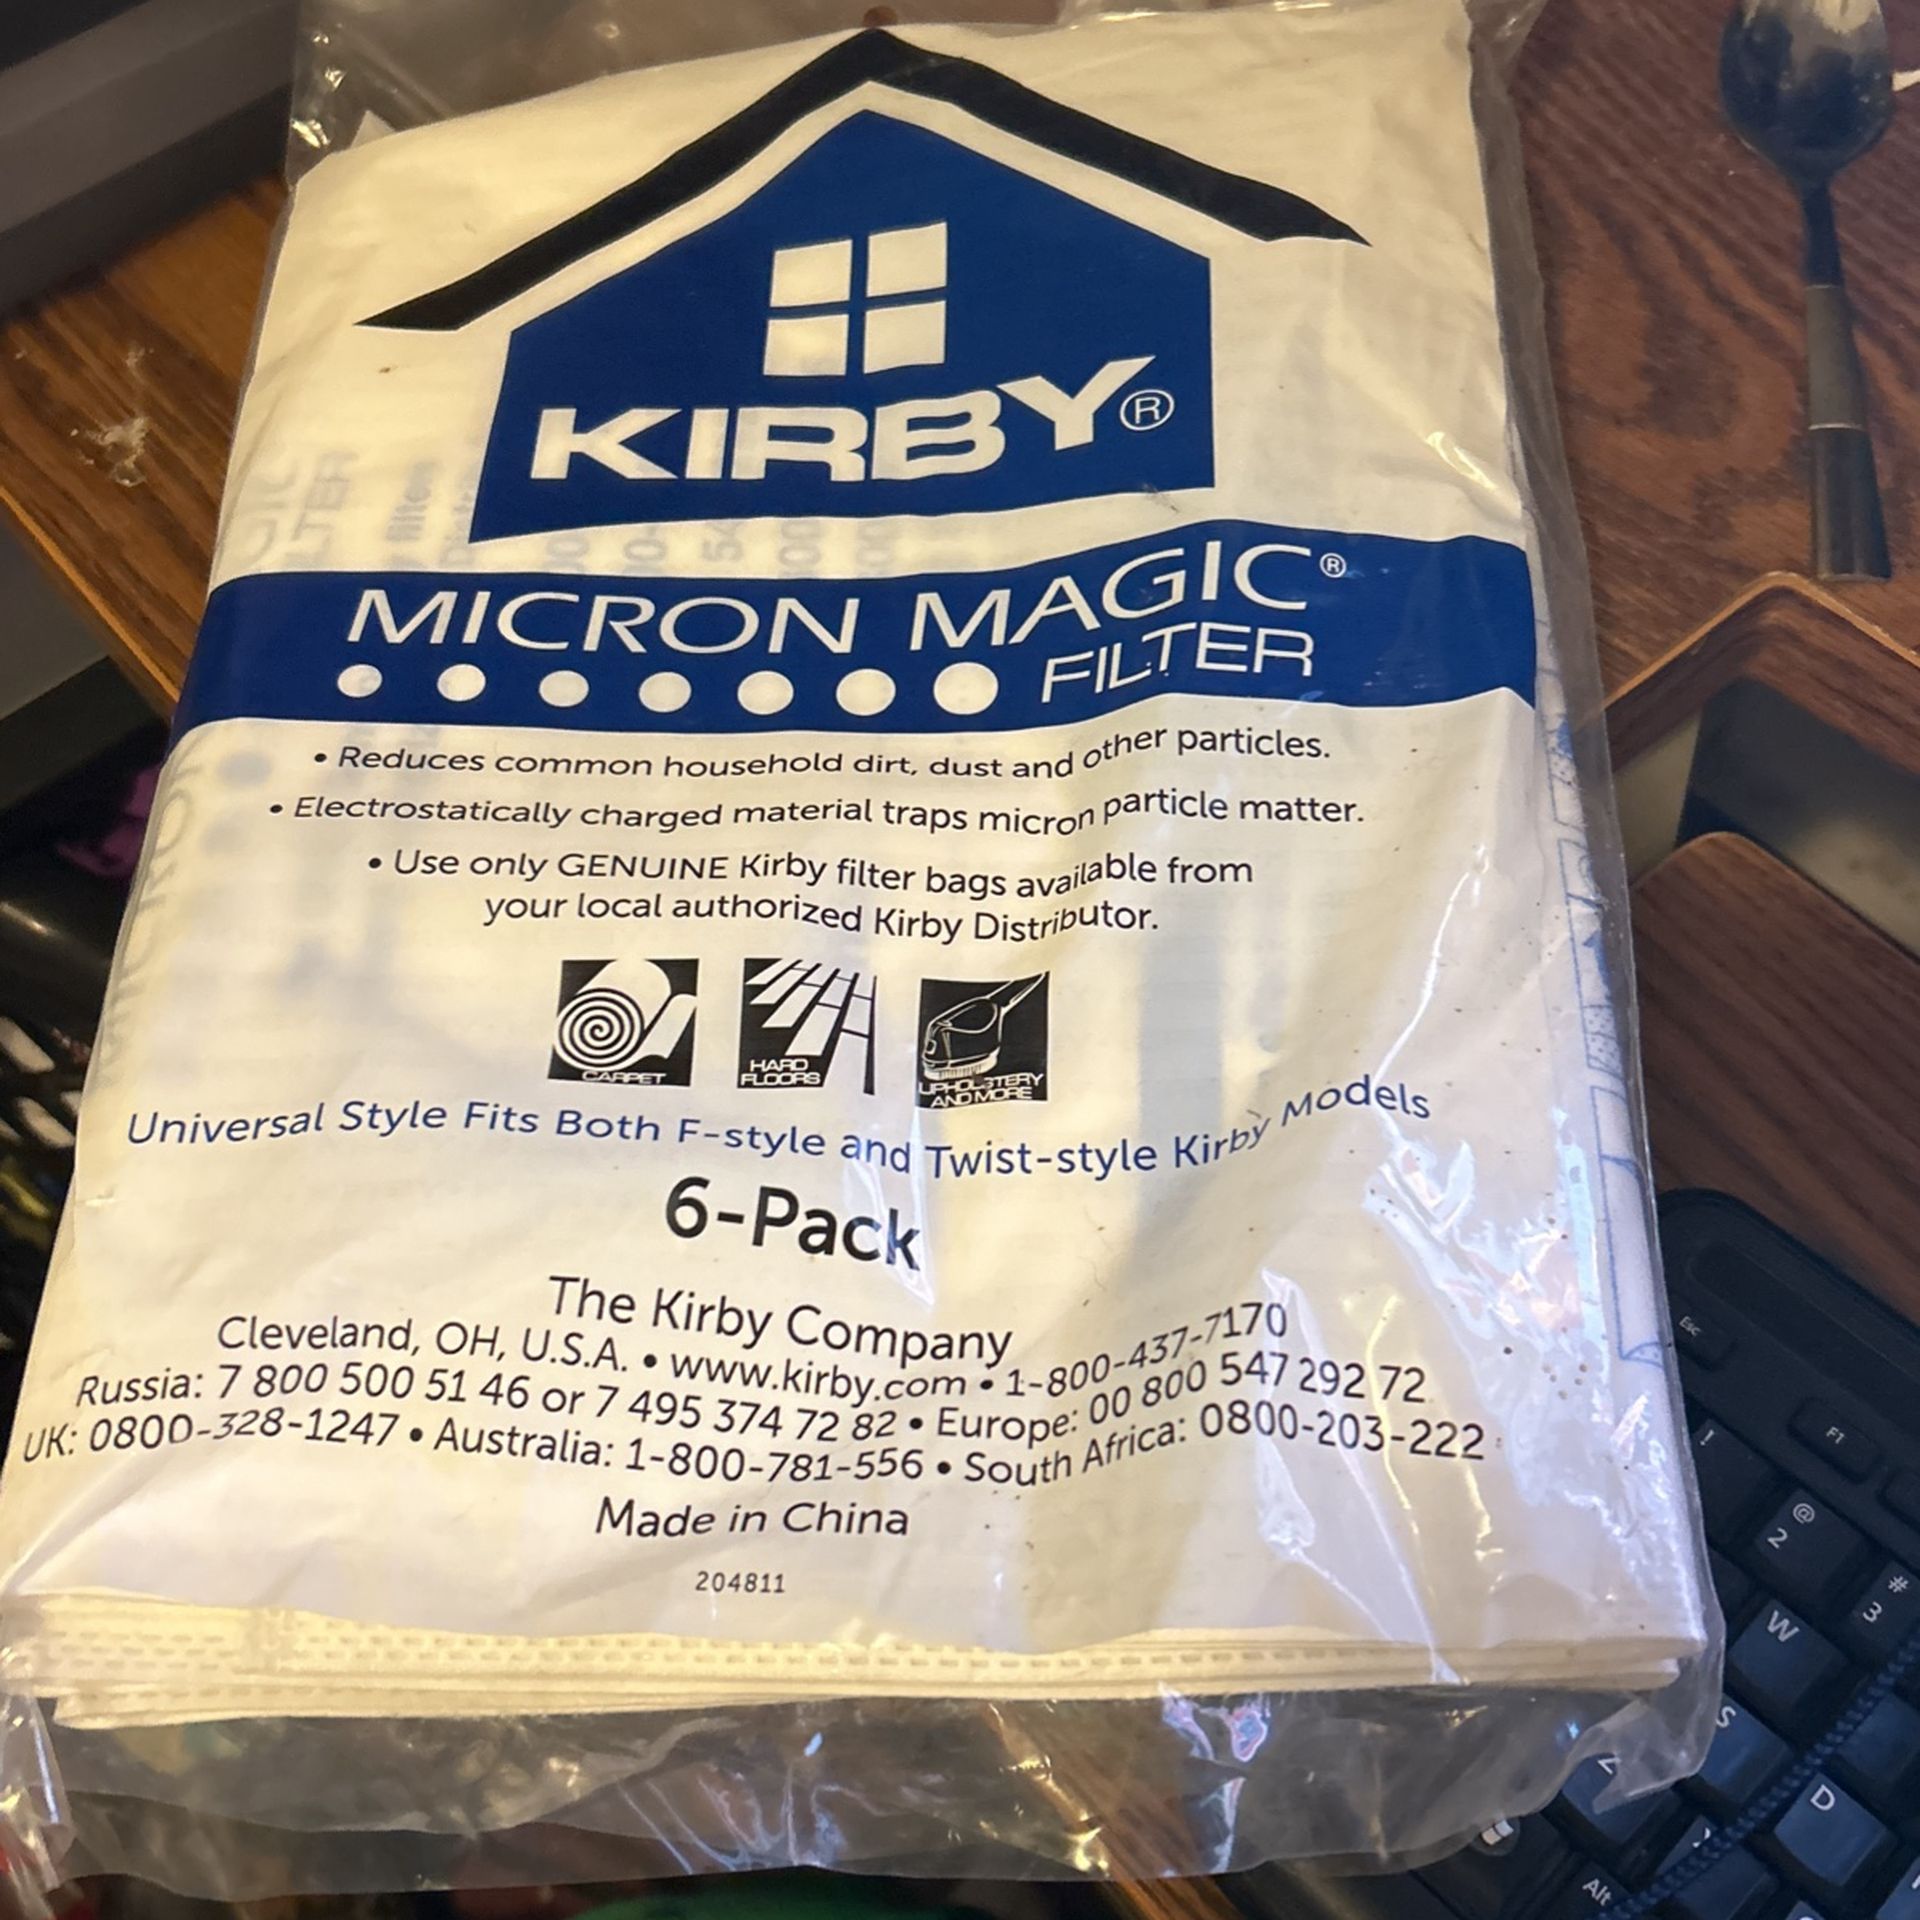 KIRBY®
MICRON MAGIC®
FILTER
• Reduces common household dirt, dust and other particles.
• Electrostatically charged material traps micron particle matter.
• Use only GENUINE Kirby filter bags available from
your local authorized Kirby Distributor.
CARPET
HARD
FLOORS
UPHOLSTERY
AND MORE
Universal Style Fits Both F-style and Twist-style Kirby Models
6-Pack
The Kirby Company
Cleveland, OH, U.S.A. • www.kirby.com • 1-800-437-7170
Russia: 7 800 500 51 46 or 7 495 374 72 82 • Europe: 00 800 547 292 72
UK: 0800-328-1247 • Australia: 1-800-781-556 • South Africa: 0800-203-222
Made in China
204811
Esc
F1
!
@
2
#
3
W
S
Z
D
Alt